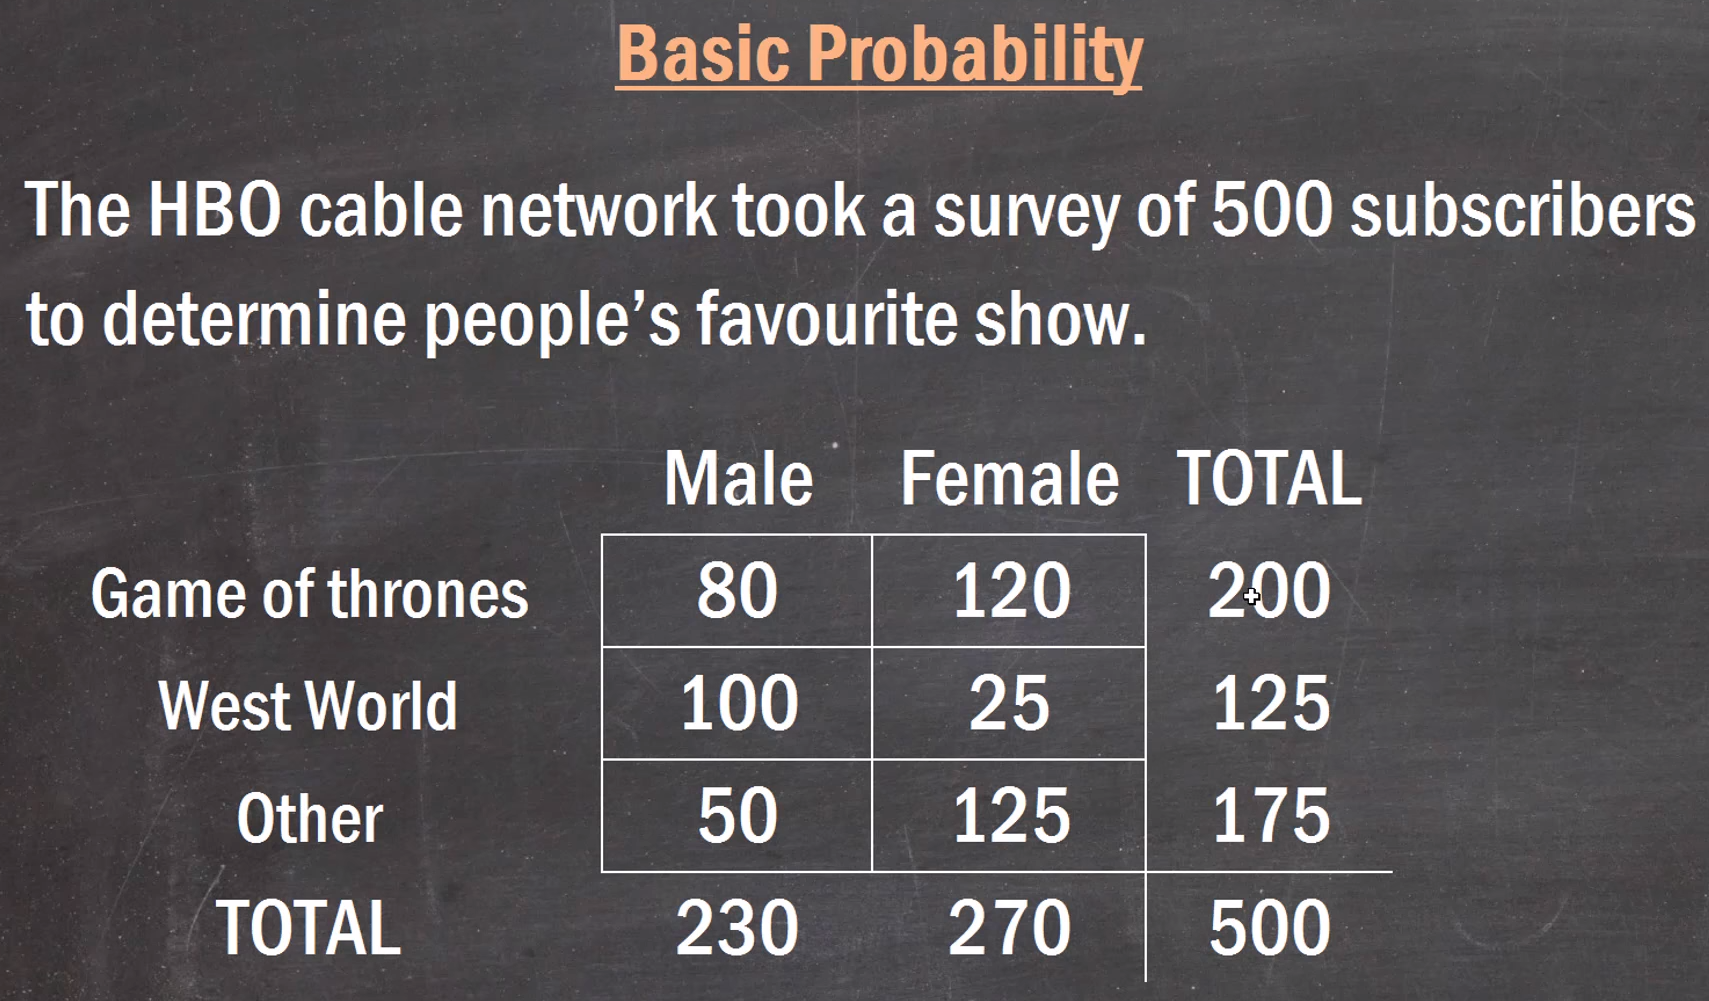 Basic Probability
The HBO cable network took a survey of 500 subscribers
to determine people’s favourite show.
Male Female TOTAL
Game of thrones 80 120 200
West World 100 25 125
Other 50 125 175
TOTAL 230 270 500